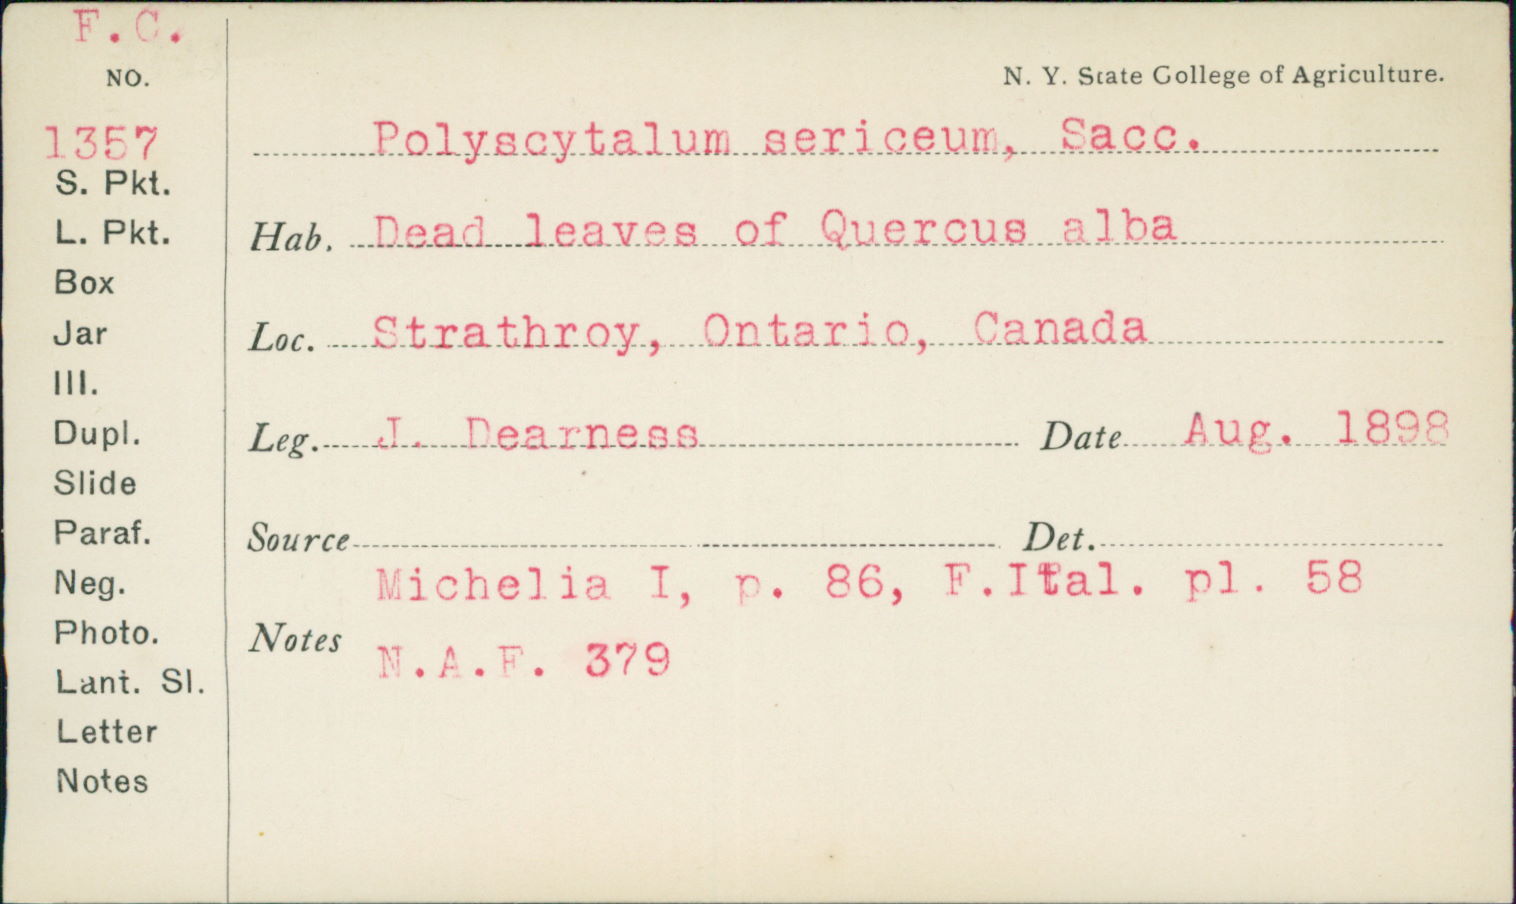 F.C.
NO.
N. Y. State College of Agriculture.
1357
Polyscytalum sericeum, Sacc.
S. Pkt.
L. Pkt.
Hab. Dead leaves of Quercus alba
Box
Jar
Loc. Strathroy, Ontario, Canada
Ill.
Dupl.
Leg. J. Dearness Date Aug. 1898
Slide
Paraf.
Source Det.
Neg.
Michelia I, p. 86, F.Ital. pl. 58
Photo.
Notes N.A.F. 379
Lant. Sl.
Letter
Notes